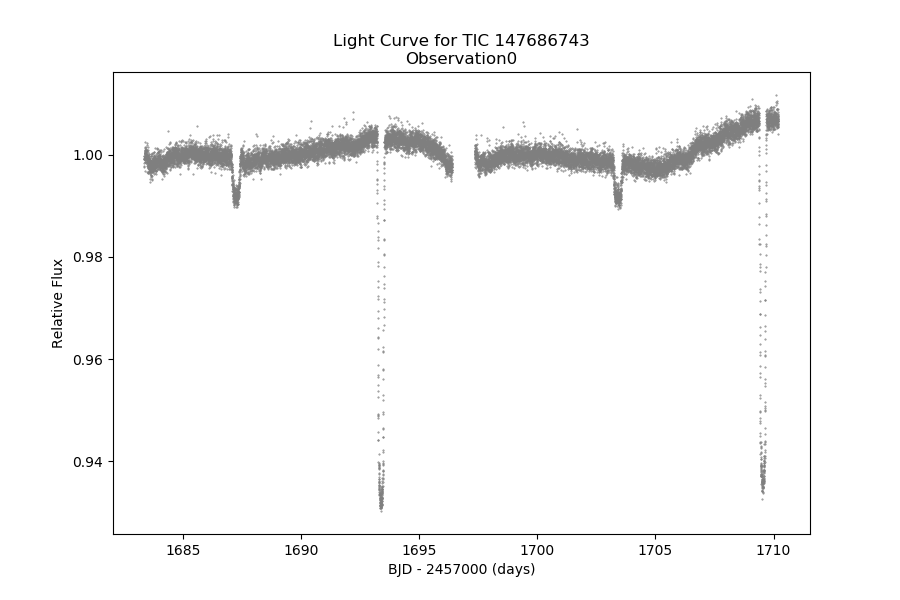 Light Curve for TIC 147686743
Observation0
1.00
0.98
0.96
0.94
Relative Flux
1685
1690
1695
1700
1705
1710
BJD - 2457000 (days)